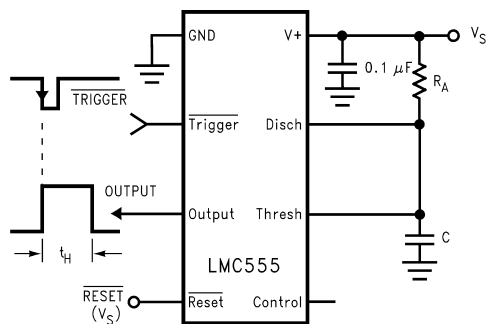 GND
V+
V_S
0.1 μF
R_A
TRIGGER
Trigger
Disch
OUTPUT
Output
Thresh
C
t_H
LMC555
RESET
(V_S)
Reset
Control